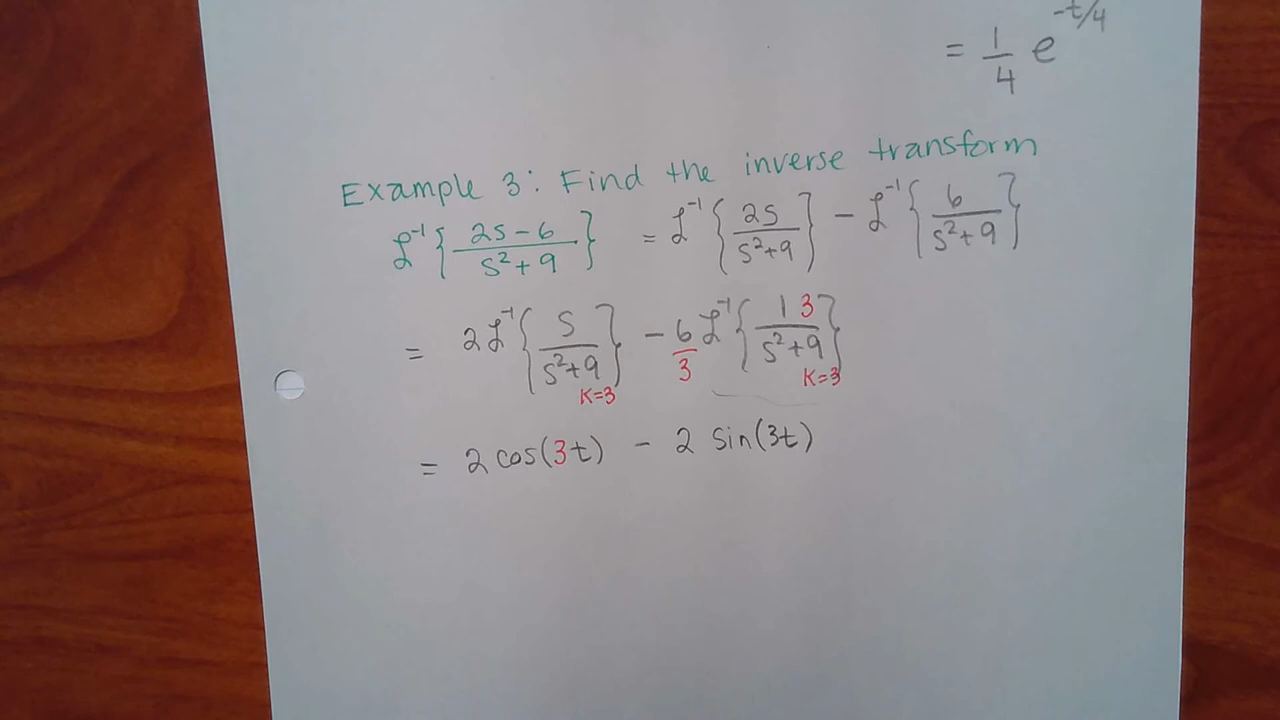 = 1/4 e^{-t/4}
Example 3: Find the inverse transform
ℒ⁻¹{(2s-6)/(s²+9)} = ℒ⁻¹{2s/(s²+9)} - ℒ⁻¹{6/(s²+9)}
= 2ℒ⁻¹{s/(s²+9)} - 6/3 ℒ⁻¹{1 3/(s²+9)}
K=3 K=3
= 2 cos(3t) - 2 sin(3t)